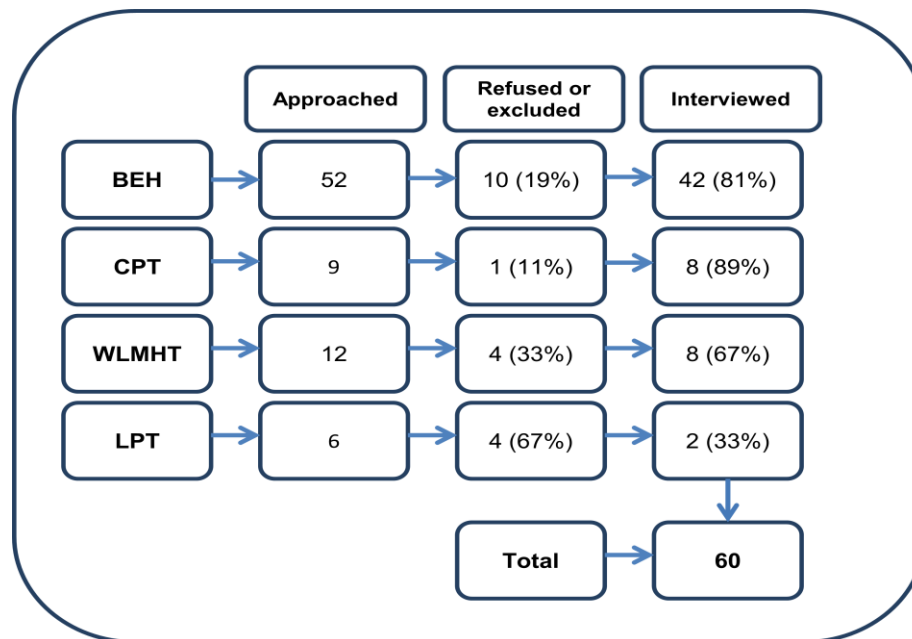 Approached
Refused or
excluded
Interviewed
BEH
52
10 (19%)
42 (81%)
CPT
9
1 (11%)
8 (89%)
WLMHT
12
4 (33%)
8 (67%)
LPT
6
4 (67%)
2 (33%)
Total
60